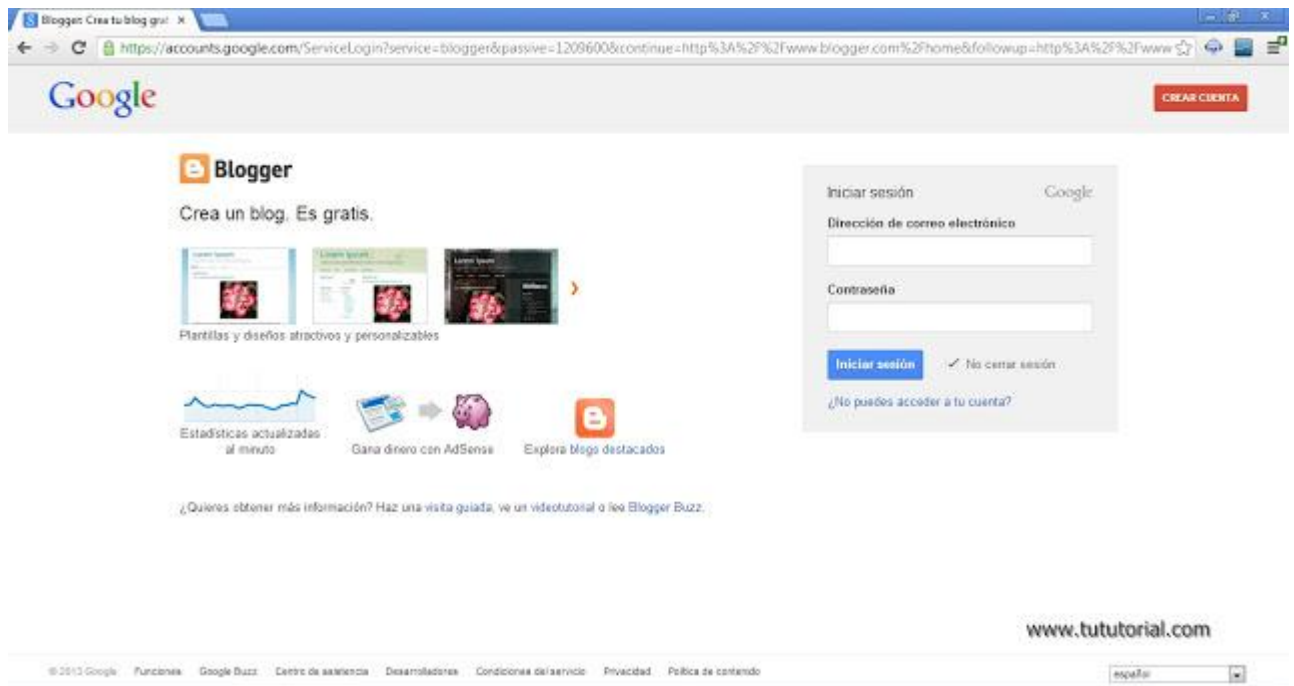 Blogger: Crea tu blog grat
https://accounts.google.com/ServiceLogin?service=blogger&passive=1209600&continue=http%3A%2F%2Fwww.blogger.com%2Fhome&followup=http%3A%2F%2Fwww
Google
CREAR CUENTA
Blogger
Crea un blog. Es gratis.
Plantillas y diseños atractivos y personalizables
Estadísticas actualizadas
al minuto
Gana dinero con AdSense
Explora blogs destacados
¿Quieres obtener más información? Haz una visita guiada, ve un videotutorial o lee Blogger Buzz.
Iniciar sesión Google
Dirección de correo electrónico
Contraseña
Iniciar sesión No cerrar sesión
¿No puedes acceder a tu cuenta?
www.tututorial.com
© 2013 Google Funciones Google Buzz Centro de asistencia Desarrolladores Condiciones del servicio Privacidad Política de contenido
español